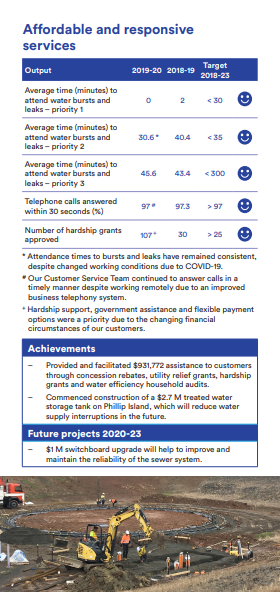 Affordable and responsive
services
Output 2019-20 2018-19 Target 2018-23
Average time (minutes) to
attend water bursts and
leaks – priority 1 0 2 < 30
Average time (minutes) to
attend water bursts and
leaks – priority 2 30.6 * 40.4 < 35
Average time (minutes) to
attend water bursts and
leaks – priority 3 45.6 43.4 <300
Telephone calls answered
within 30 seconds (%) 97 # 97.3 > 97
Number of hardship grants
approved 107 + 30 > 25
* Attendance times to bursts and leaks have remained consistent,
despite changed working conditions due to COVID-19.
# Our Customer Service Team continued to answer calls in a
timely manner despite working remotely due to an improved
business telephony system.
+ Hardship support, government assistance and flexible payment
options were a priority due to the changing financial
circumstances of our customers.
Achievements
– Provided and facilitated $931,772 assistance to customers
through concession rebates, utility relief grants, hardship
grants and water efficiency household audits.
– Commenced construction of a $2.7 M treated water
storage tank on Phillip Island, which will reduce water
supply interruptions in the future.
Future projects 2020-23
– $1 M switchboard upgrade will help to improve and
maintain the reliability of the sewer system.